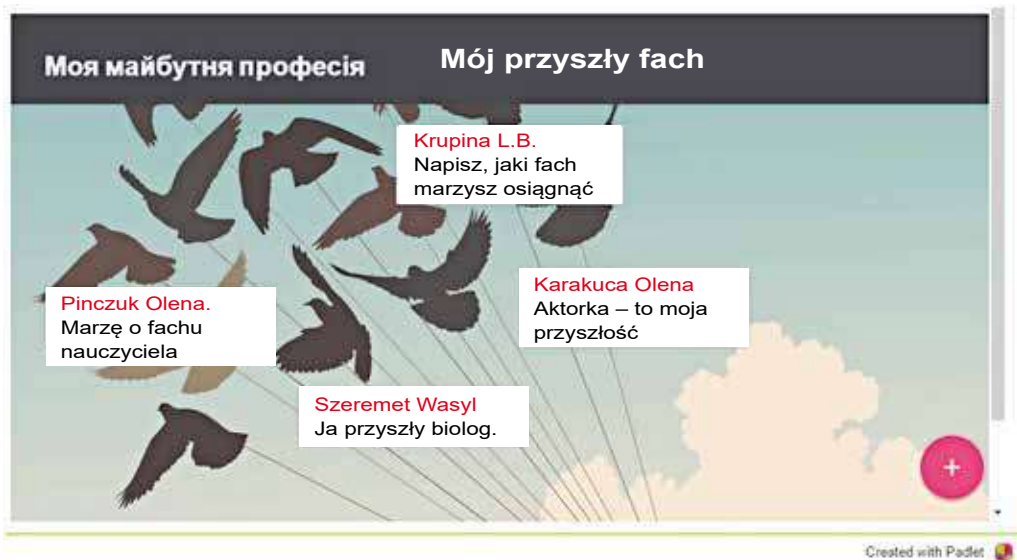 Моя майбутня професія
Mój przyszły fach
Krupina L.B.
Napisz, jaki fach
marzysz osiągnąć
Karakuca Olena
Aktorka – to moja
przyszłość
Pinczuk Olena.
Marzę o fachu
nauczyciela
Szeremet Wasyl
Ja przyszły biolog.
+
Created with Padlet